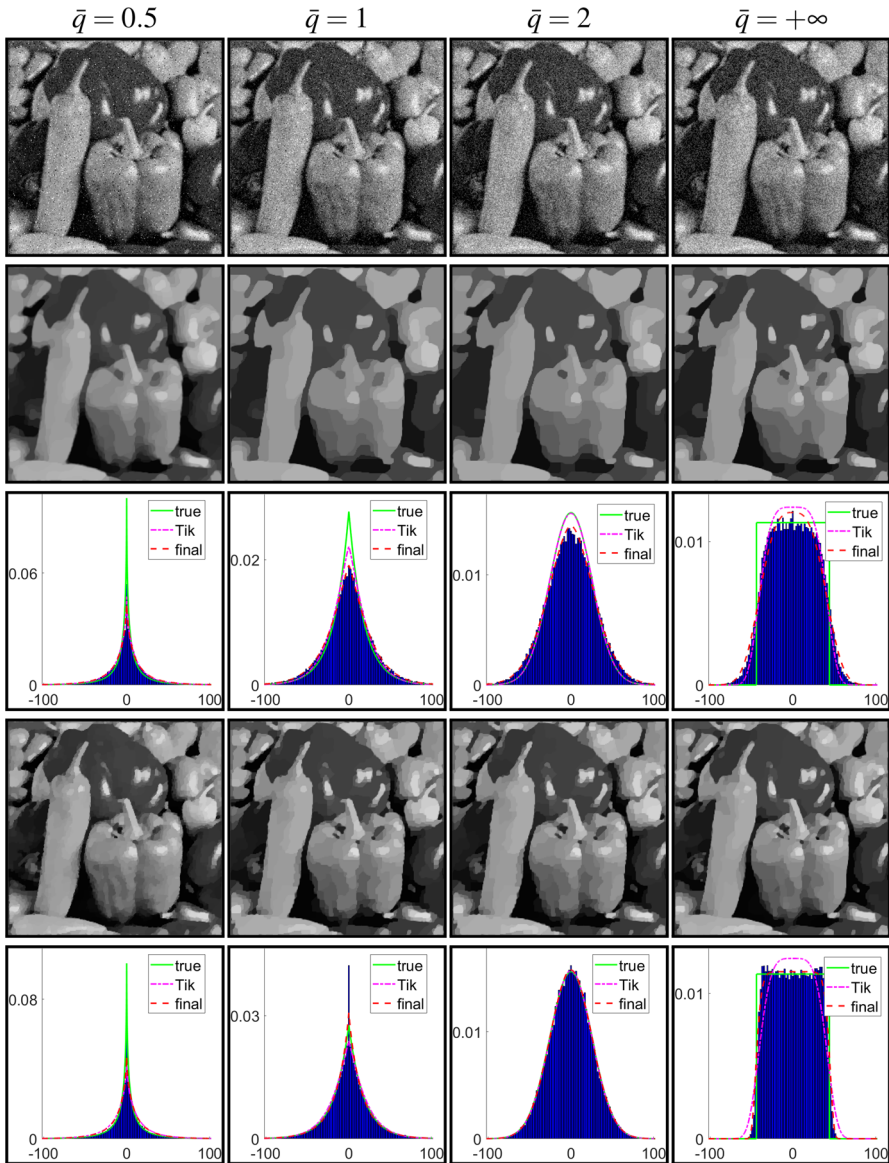 q̄ = 0.5 q̄ = 1 q̄ = 2 q̄ = +∞
true
Tik
final
0.06
0
-100 0 100
true
Tik
final
0.02
0
-100 0 100
true
Tik
final
0.01
0
-100 0 100
true
Tik
final
0.01
0
-100 0 100
true
Tik
final
0.08
0
-100 0 100
true
Tik
final
0.03
0
-100 0 100
true
Tik
final
0.01
0
-100 0 100
true
Tik
final
0.01
0
-100 0 100